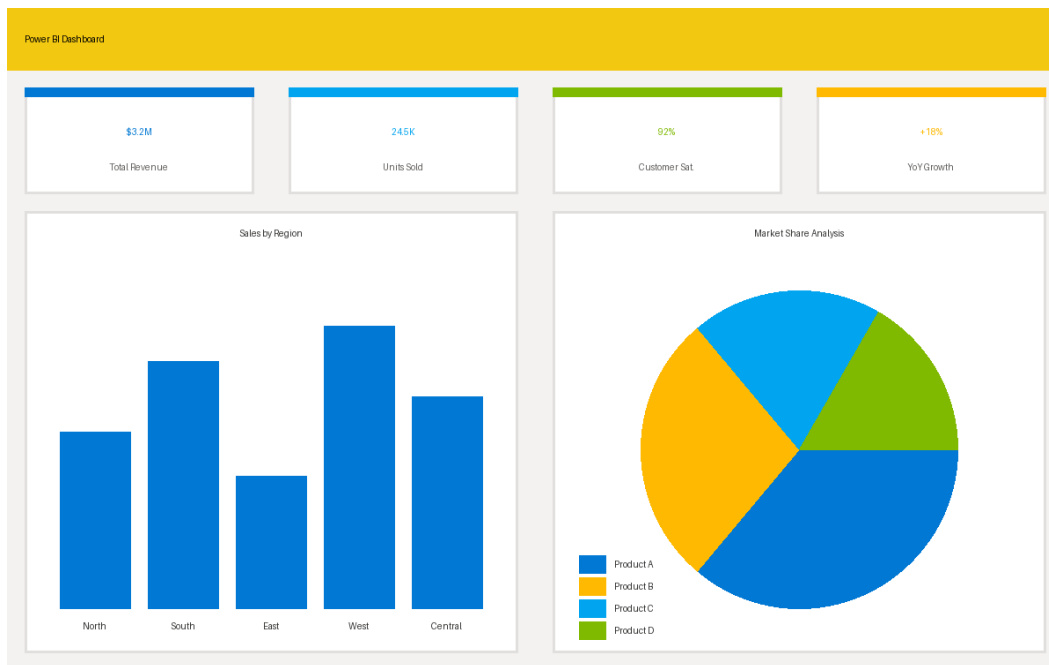 Power BI Dashboard
$3.2M
24.5K
92%
+18%
Total Revenue
Units Sold
Customer Sat.
YoY Growth
Sales by Region
Market Share Analysis
Product A
Product B
Product C
Product D
North
South
East
West
Central